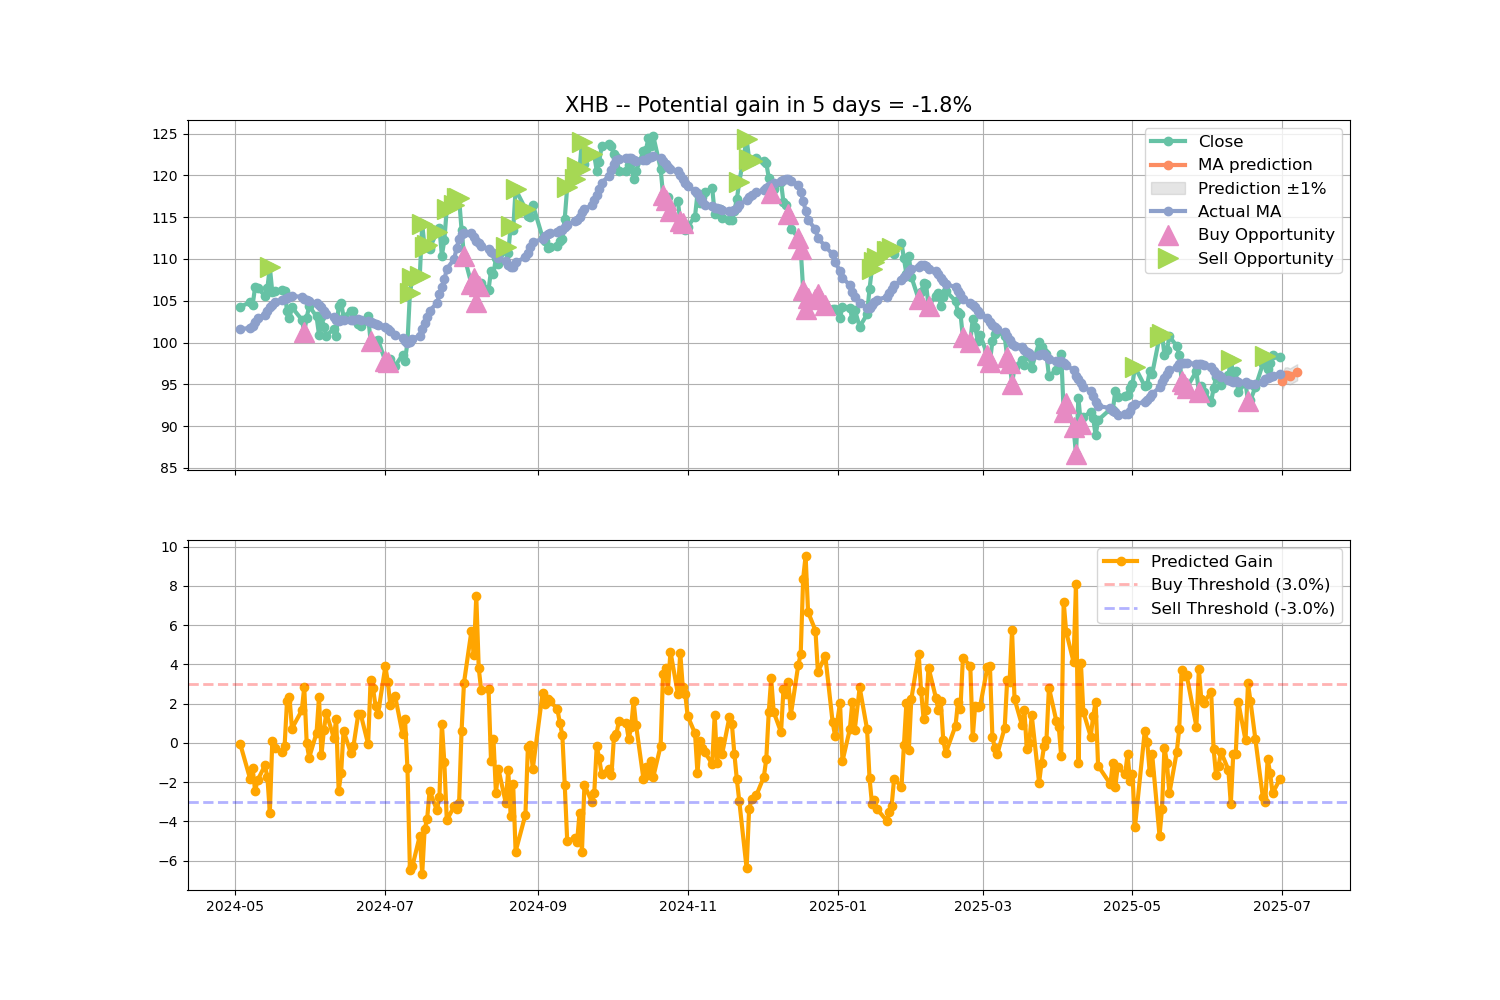 XHB -- Potential gain in 5 days = -1.8%
125
120
115
110
105
100
95
90
85
Close
MA prediction
Prediction ±1%
Actual MA
Buy Opportunity
Sell Opportunity
10
8
6
4
2
0
−2
−4
−6
Predicted Gain
Buy Threshold (3.0%)
Sell Threshold (-3.0%)
2024-05 2024-07 2024-09 2024-11 2025-01 2025-03 2025-05 2025-07